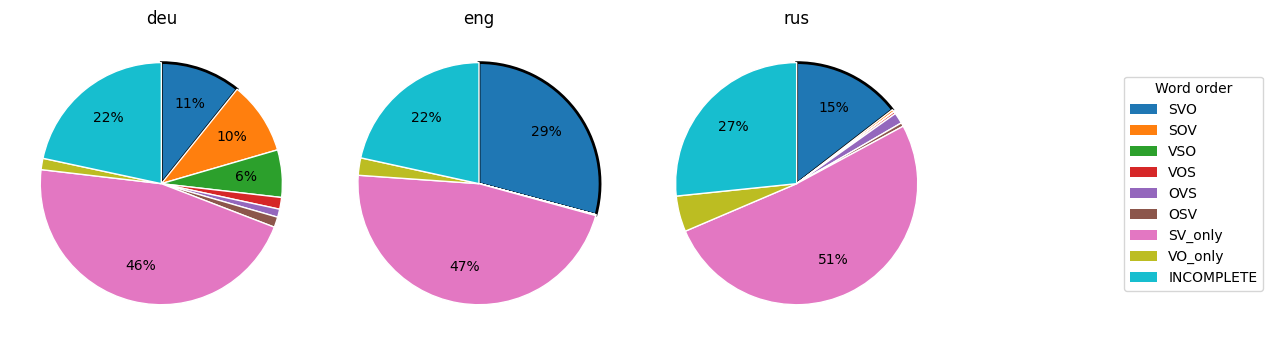 deu
22%
11%
10%
6%
46%
eng
22%
29%
47%
rus
27%
15%
51%
Word order
SVO
SOV
VSO
VOS
OVS
OSV
SV_only
VO_only
INCOMPLETE